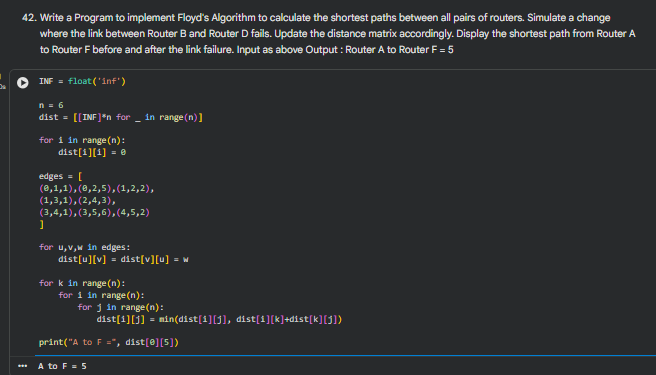 42. Write a Program to implement Floyd's Algorithm to calculate the shortest paths between all pairs of routers. Simulate a change
where the link between Router B and Router D fails. Update the distance matrix accordingly. Display the shortest path from Router A
to Router F before and after the link failure. Input as above Output : Router A to Router F = 5
INF = float('inf')
n = 6
dist = [[INF]*n for _ in range(n)]
for i in range(n):
    dist[i][i] = 0
edges = [
(0,1,1),(0,2,5),(1,2,2),
(1,3,1),(2,4,3),
(3,4,1),(3,5,6),(4,5,2)
]
for u,v,w in edges:
    dist[u][v] = dist[v][u] = w
for k in range(n):
    for i in range(n):
        for j in range(n):
            dist[i][j] = min(dist[i][j], dist[i][k]+dist[k][j])
print("A to F =", dist[0][5])
... A to F = 5